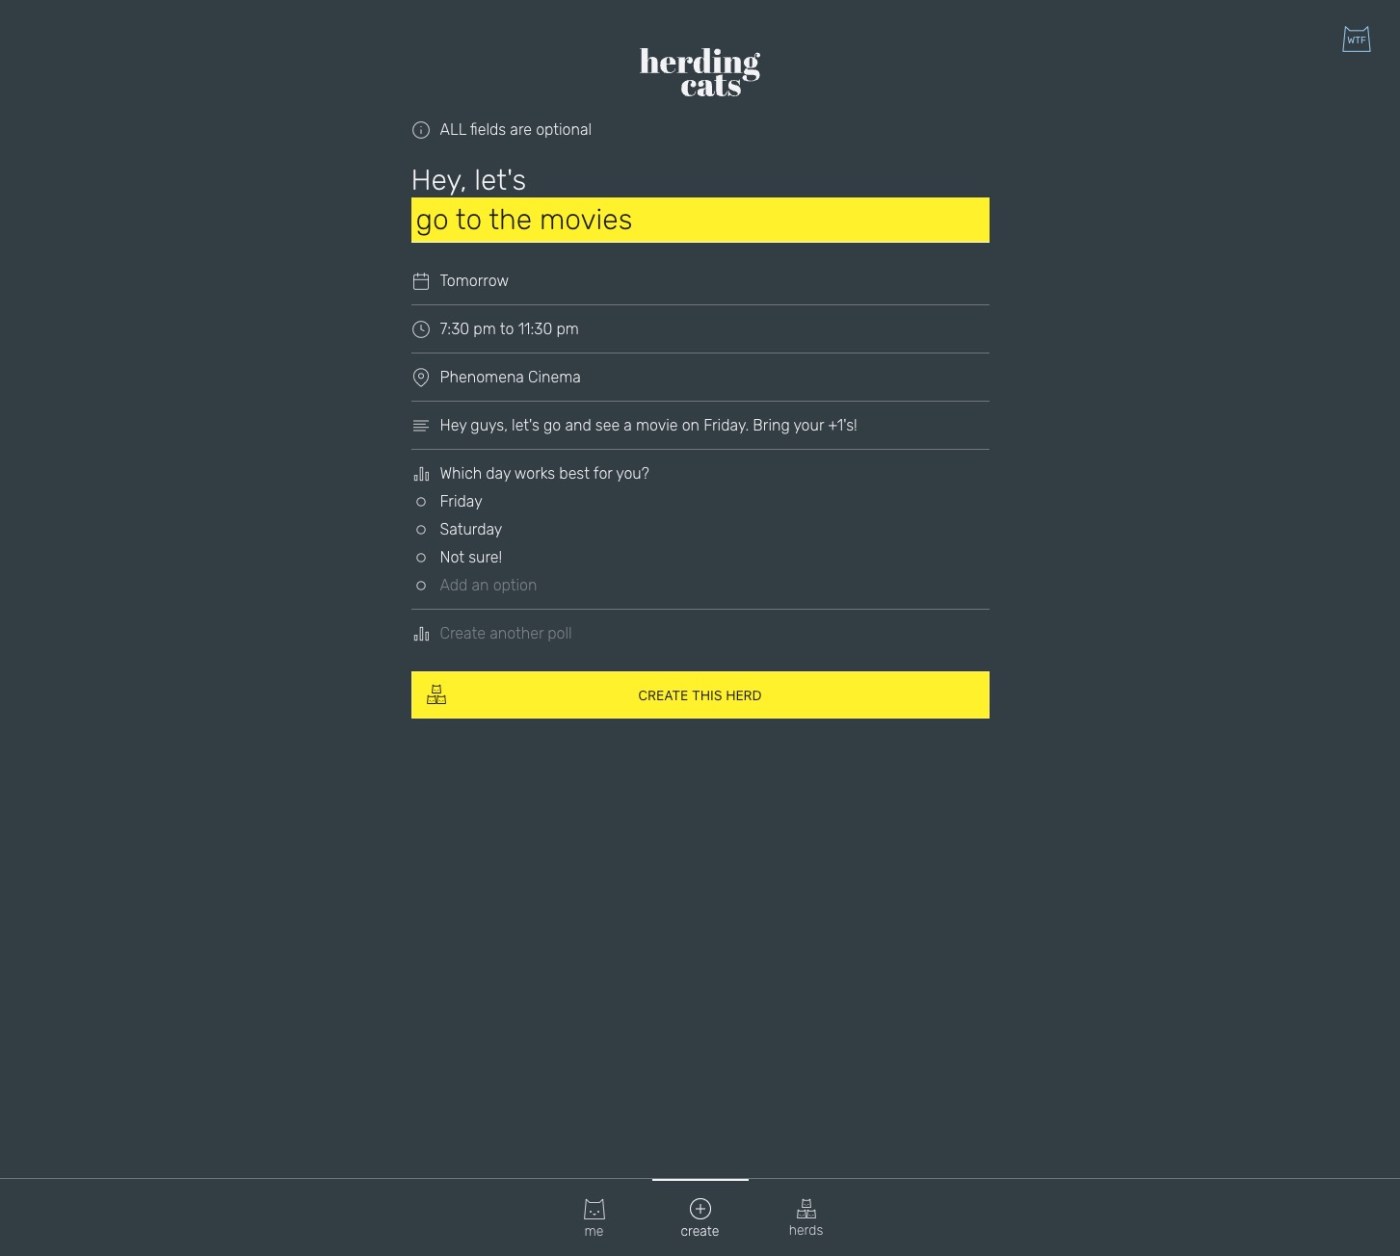 WTF
herding
cats
ALL fields are optional
Hey, let's
go to the movies
Tomorrow
7:30 pm to 11:30 pm
Phenomena Cinema
Hey guys, let's go and see a movie on Friday. Bring your +1's!
Which day works best for you?
Friday
Saturday
Not sure!
Add an option
Create another poll
CREATE THIS HERD
me
create
herds